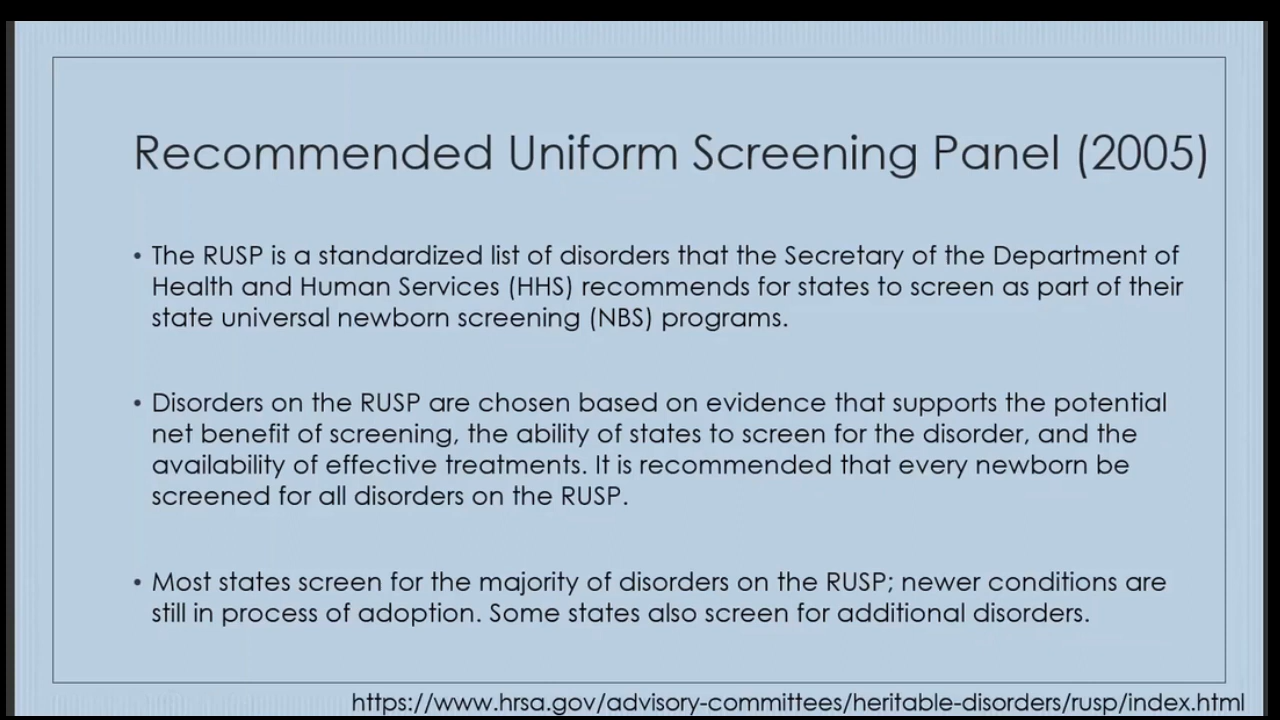 Recommended Uniform Screening Panel (2005)
• The RUSP is a standardized list of disorders that the Secretary of the Department of
Health and Human Services (HHS) recommends for states to screen as part of their
state universal newborn screening (NBS) programs.
• Disorders on the RUSP are chosen based on evidence that supports the potential
net benefit of screening, the ability of states to screen for the disorder, and the
availability of effective treatments. It is recommended that every newborn be
screened for all disorders on the RUSP.
• Most states screen for the majority of disorders on the RUSP; newer conditions are
still in process of adoption. Some states also screen for additional disorders.
https://www.hrsa.gov/advisory-committees/heritable-disorders/rusp/index.html